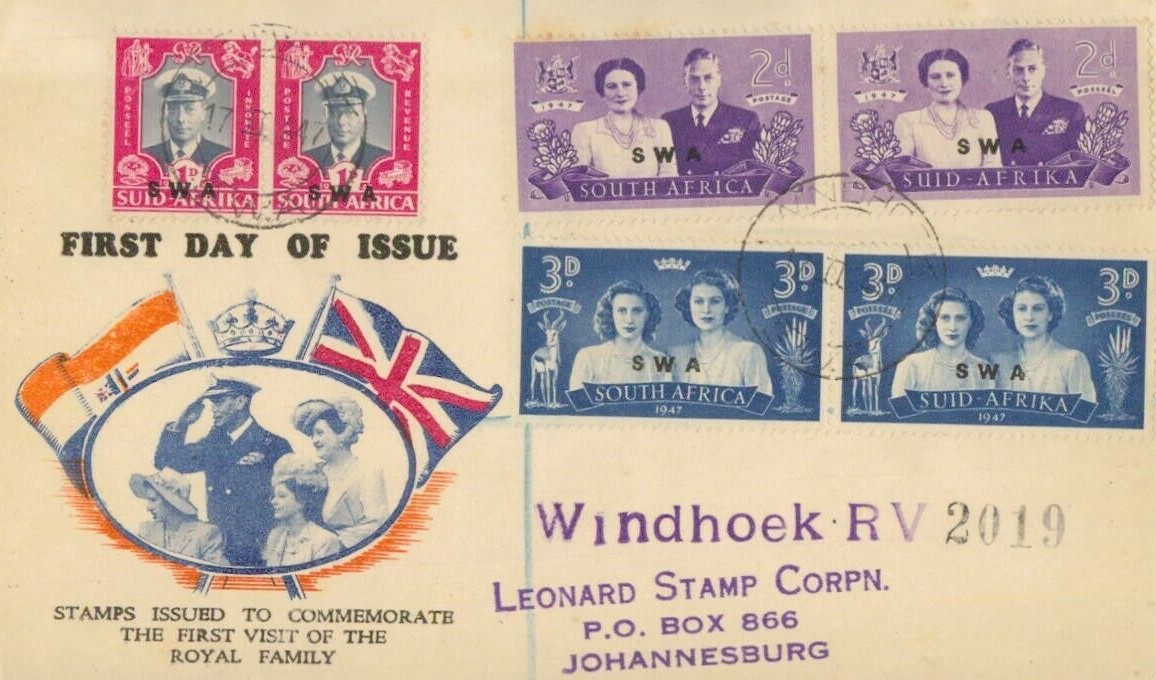 POSSEEL
INKOMSTE
1D
SWA
SUID-AFRIKA
POSTAGE
REVENUE
1D
SWA
SOUTH AFRICA
17 II 47
2d.
1947
POSTAGE
SWA
SOUTH AFRICA
2d.
1947
POSSEËL
SWA
SUID-AFRIKA
WINDHO
3D.
POSTAGE
SWA
SOUTH AFRICA
1947
3D.
POSSEËL
SWA
SUID-AFRIKA
1947
FIRST DAY OF ISSUE
STAMPS ISSUED TO COMMEMORATE
THE FIRST VISIT OF THE
ROYAL FAMILY
Windhoek·RV 2019
LEONARD STAMP CORPN.
P.O. BOX 866
JOHANNESBURG